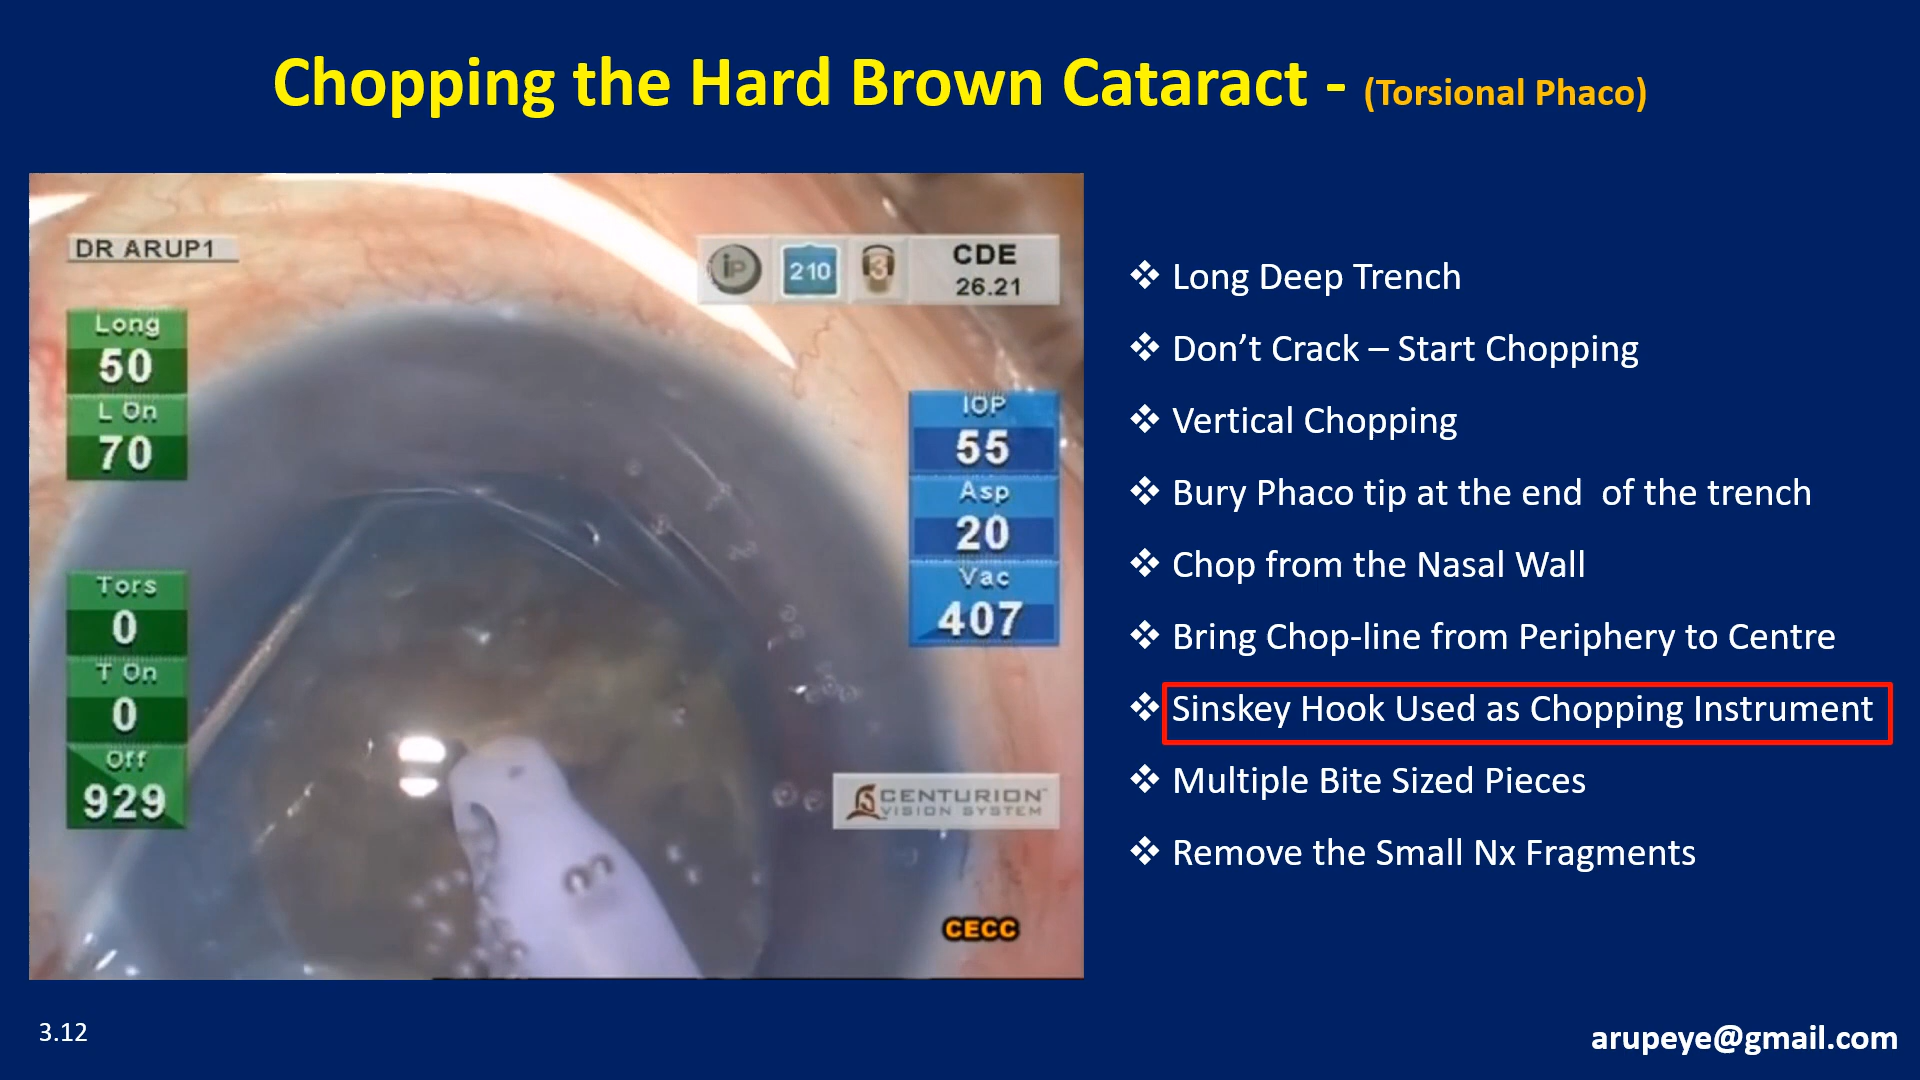 Chopping the Hard Brown Cataract - (Torsional Phaco)
DR ARUP1
iP
210
3
CDE
26.21
Long
50
L On
70
IOP
55
Asp
20
Vac
407
Tors
0
T On
0
Off
929
CENTURION
VISION SYSTEM
CECC
❖ Long Deep Trench
❖ Don’t Crack – Start Chopping
❖ Vertical Chopping
❖ Bury Phaco tip at the end  of the trench
❖ Chop from the Nasal Wall
❖ Bring Chop-line from Periphery to Centre
❖ Sinskey Hook Used as Chopping Instrument
❖ Multiple Bite Sized Pieces
❖ Remove the Small Nx Fragments
3.12
arupeye@gmail.com